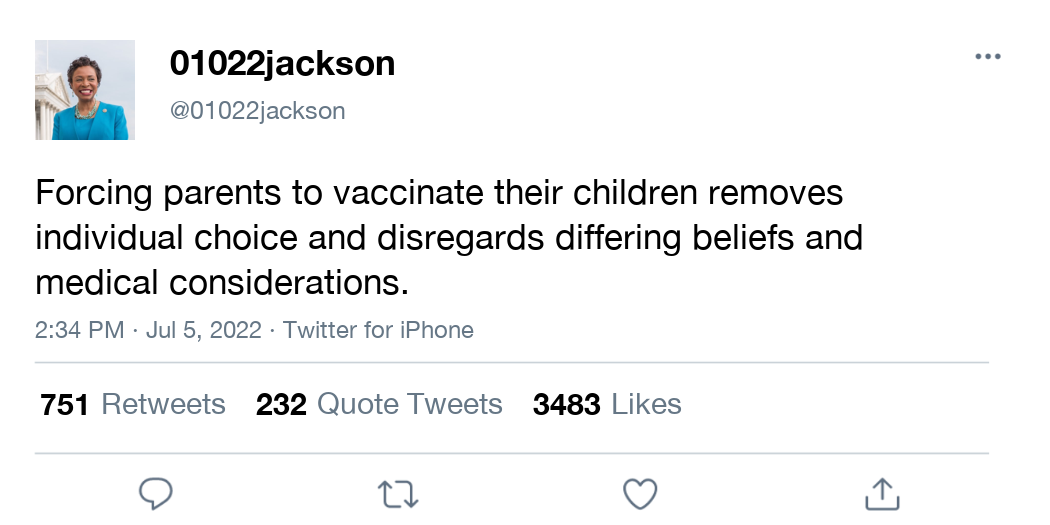 01022jackson
@01022jackson
Forcing parents to vaccinate their children removes
individual choice and disregards differing beliefs and
medical considerations.
2:34 PM · Jul 5, 2022 · Twitter for iPhone
751 Retweets 232 Quote Tweets 3483 Likes